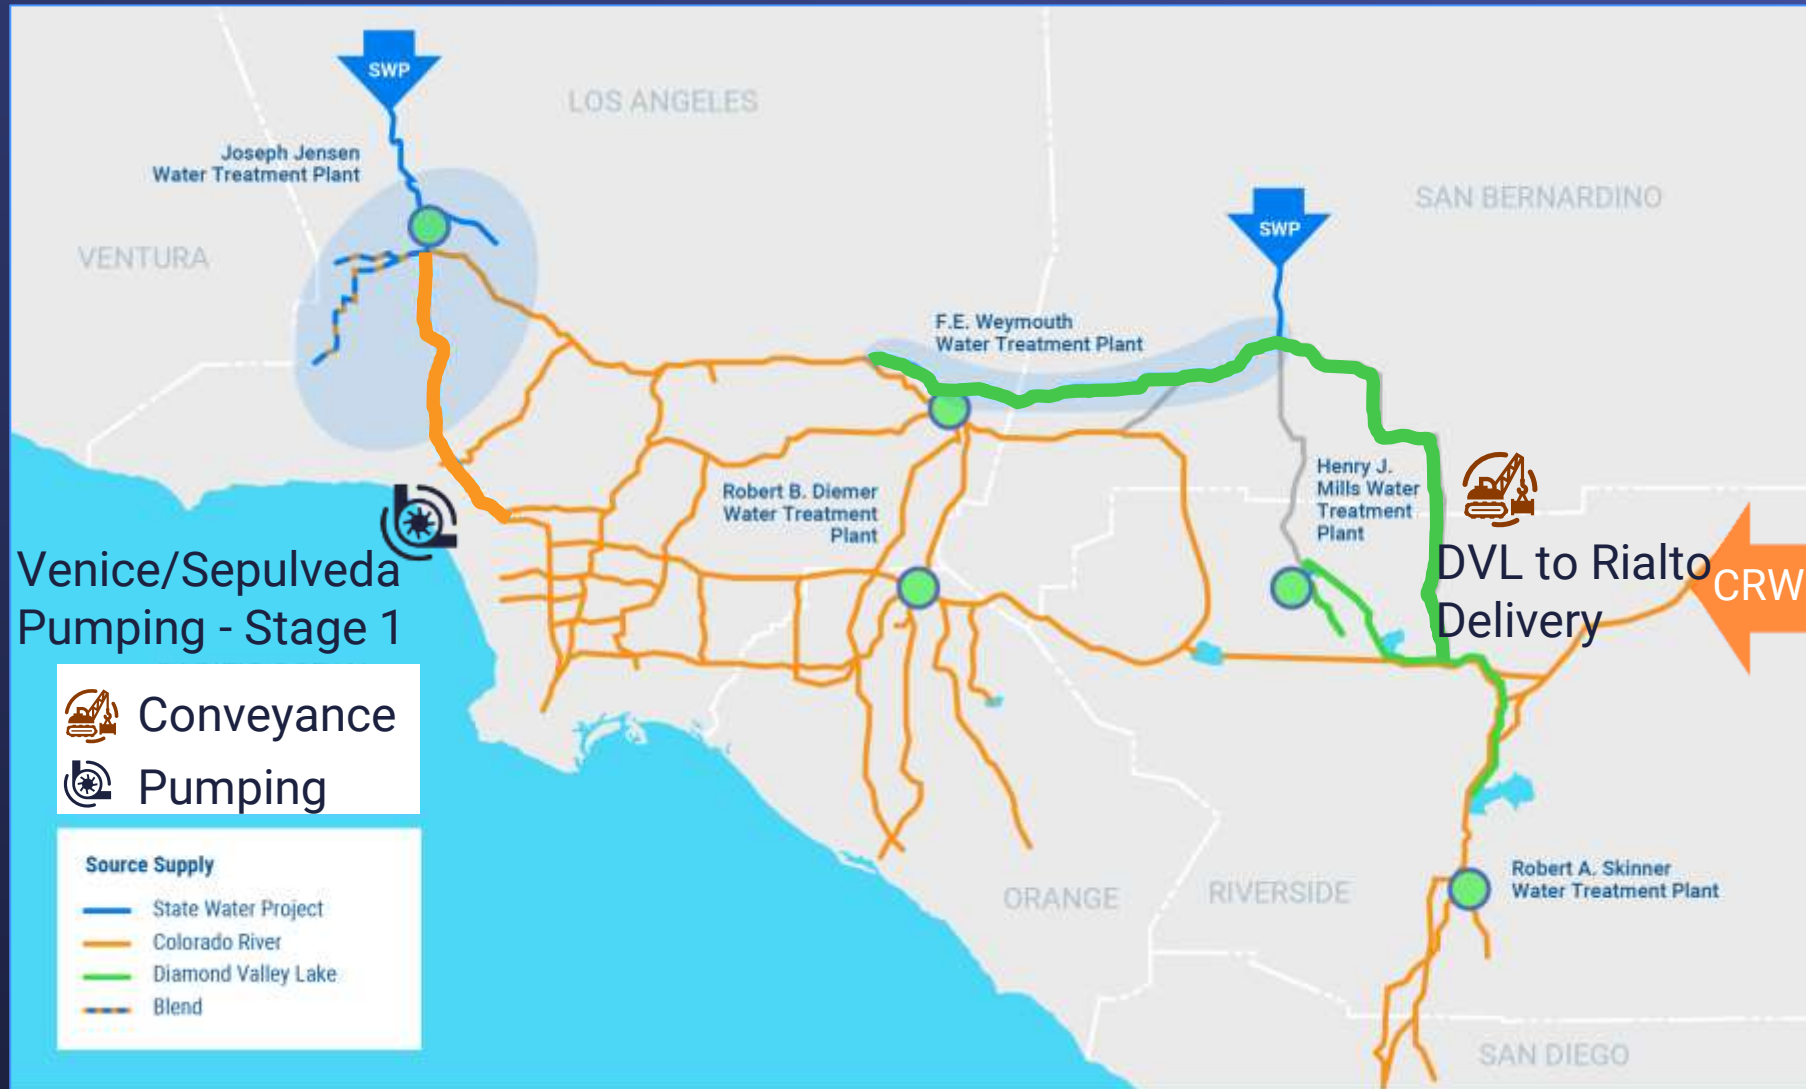 SWP
LOS ANGELES
Joseph Jensen
Water Treatment Plant
SAN BERNARDINO
SWP
VENTURA
F.E. Weymouth
Water Treatment Plant
Henry J.
Mills Water
Treatment
Plant
Robert B. Diemer
Water Treatment
Plant
Venice/Sepulveda
Pumping - Stage 1
DVL to Rialto
Delivery
CRW
Conveyance
Pumping
Source Supply
State Water Project
Colorado River
Diamond Valley Lake
Blend
ORANGE
RIVERSIDE
Robert A. Skinner
Water Treatment Plant
SAN DIEGO